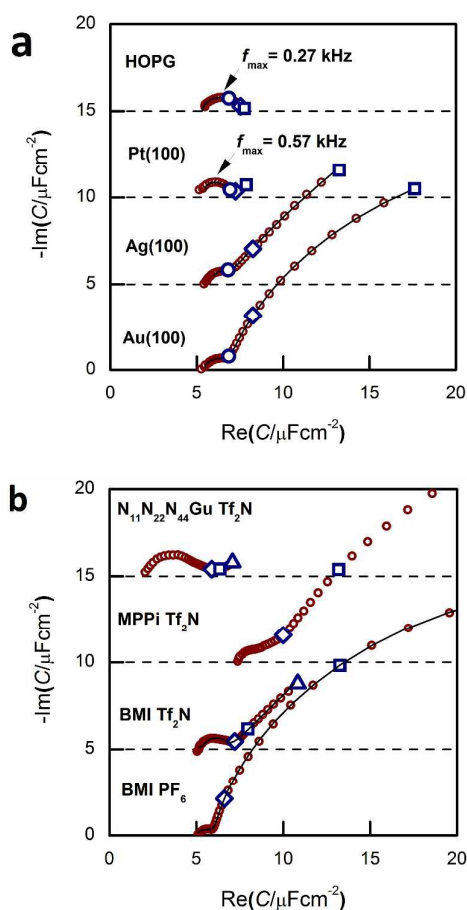 a
20
HOPG
f max = 0.27 kHz
15
Pt(100)
f max = 0.57 kHz
10
Ag(100)
5
Au(100)
0
-Im(C/μFcm-2)
0 5 10 15 20
Re(C/μFcm-2)
b
20
N11N22N44Gu Tf2N
15
MPPi Tf2N
10
BMI Tf2N
5
BMI PF6
0
-Im(C/μFcm-2)
0 5 10 15 20
Re(C/μFcm-2)